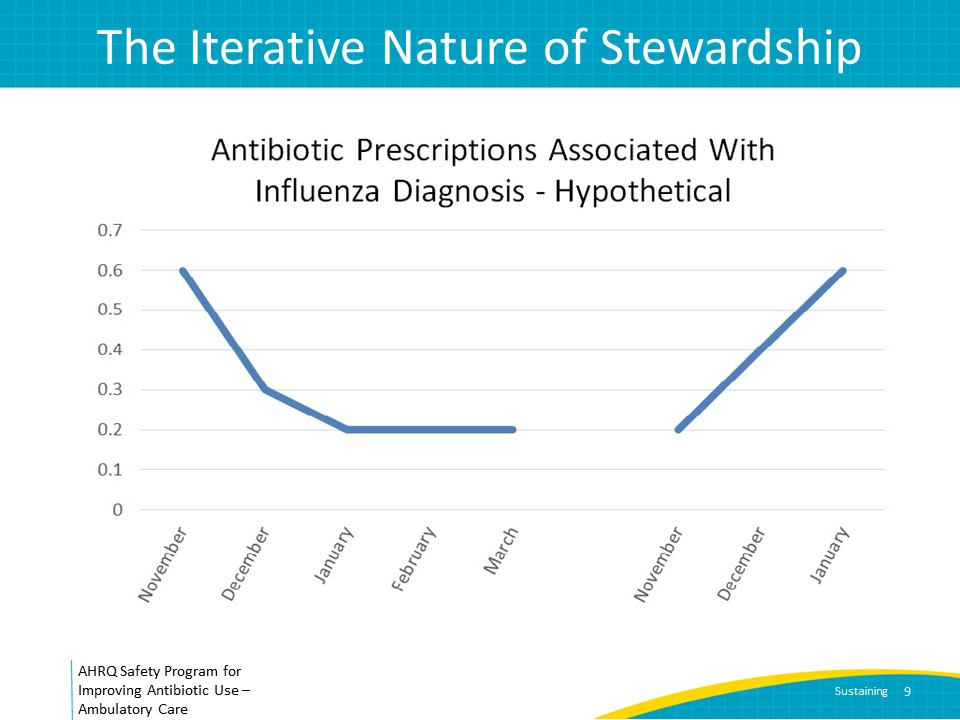 The Iterative Nature of Stewardship
Antibiotic Prescriptions Associated With
Influenza Diagnosis - Hypothetical
0.7
0.6
0.5
0.4
0.3
0.2
0.1
0
November
December
January
February
March
November
December
January
AHRQ Safety Program for
Improving Antibiotic Use –
Ambulatory Care
Sustaining 9